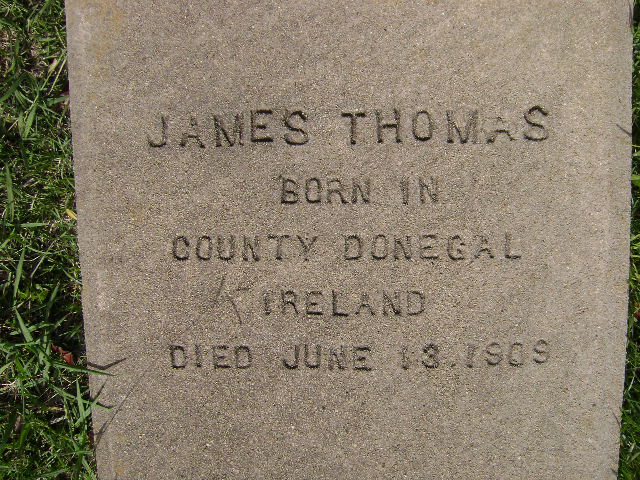 JAMES THOMAS
BORN IN
COUNTY DONEGAL
IRELAND
DIED JUNE 13.1909